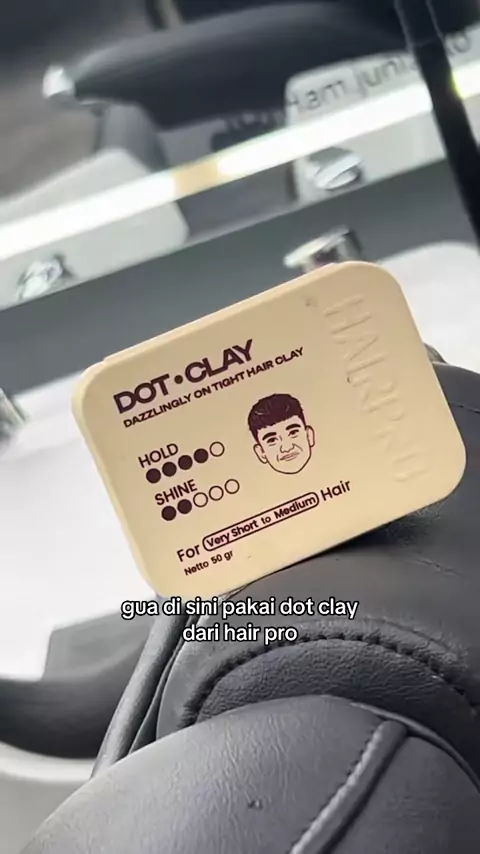 DOT•CLAY
DAZZLINGLY ON TIGHT HAIR CLAY
HOLD
SHINE
For Very Short to Medium Hair
Netto 50 gr
gua di sini pakai dot clay
dari hair pro